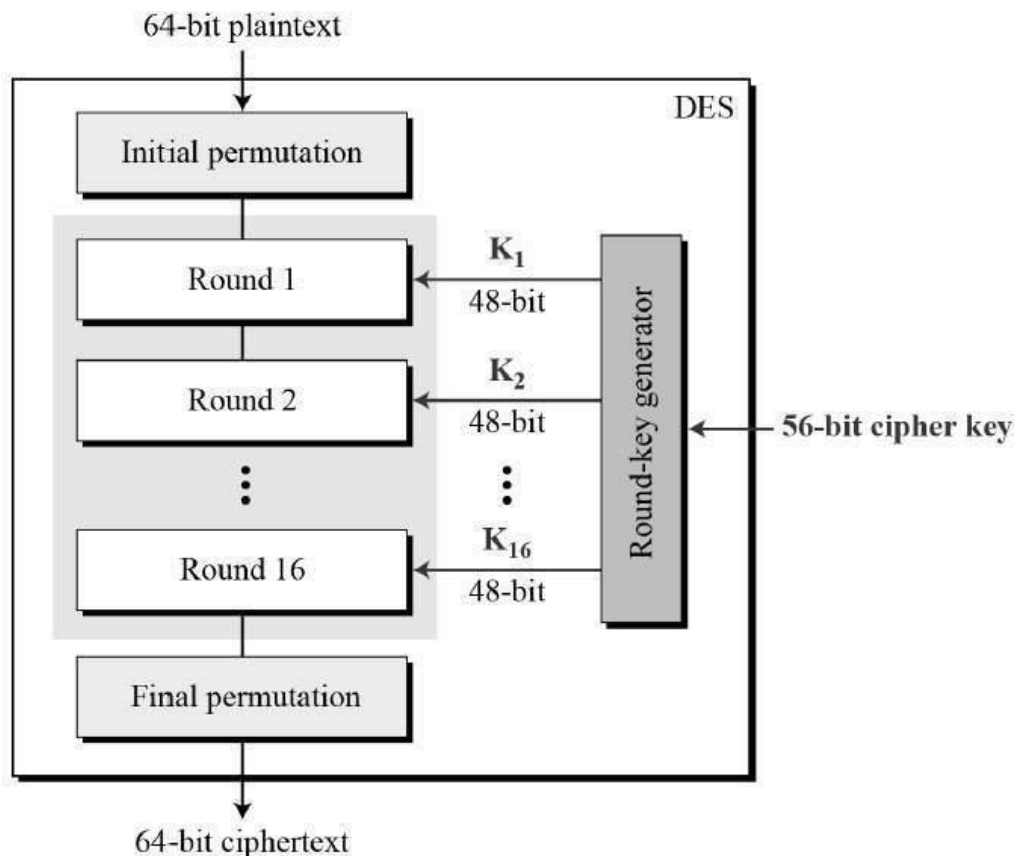 64-bit plaintext
DES
Initial permutation
Round 1
K₁
48-bit
Round 2
K₂
48-bit
Round 16
K₁₆
48-bit
Round-key generator
56-bit cipher key
Final permutation
64-bit ciphertext